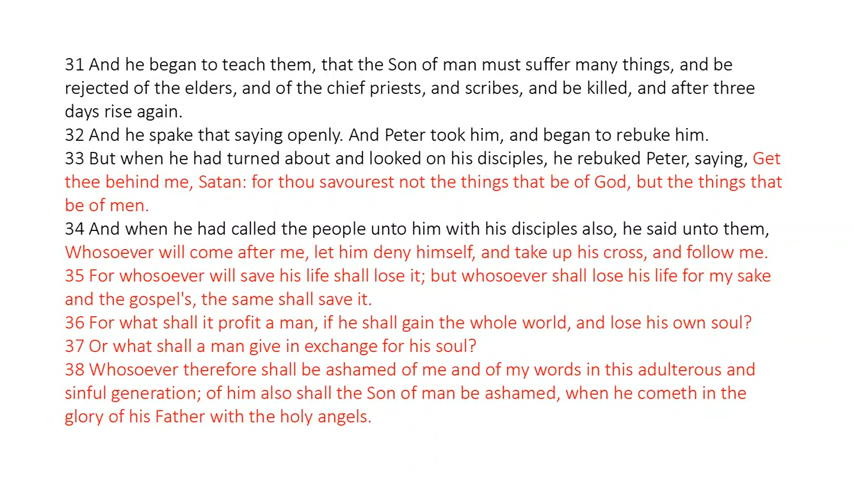 31 And he began to teach them, that the Son of man must suffer many things, and be
rejected of the elders, and of the chief priests, and scribes, and be killed, and after three
days rise again.
32 And he spake that saying openly. And Peter took him, and began to rebuke him.
33 But when he had turned about and looked on his disciples, he rebuked Peter, saying, Get
thee behind me, Satan: for thou savourest not the things that be of God, but the things that
be of men.
34 And when he had called the people unto him with his disciples also, he said unto them,
Whosoever will come after me, let him deny himself, and take up his cross, and follow me.
35 For whosoever will save his life shall lose it; but whosoever shall lose his life for my sake
and the gospel's, the same shall save it.
36 For what shall it profit a man, if he shall gain the whole world, and lose his own soul?
37 Or what shall a man give in exchange for his soul?
38 Whosoever therefore shall be ashamed of me and of my words in this adulterous and
sinful generation; of him also shall the Son of man be ashamed, when he cometh in the
glory of his Father with the holy angels.